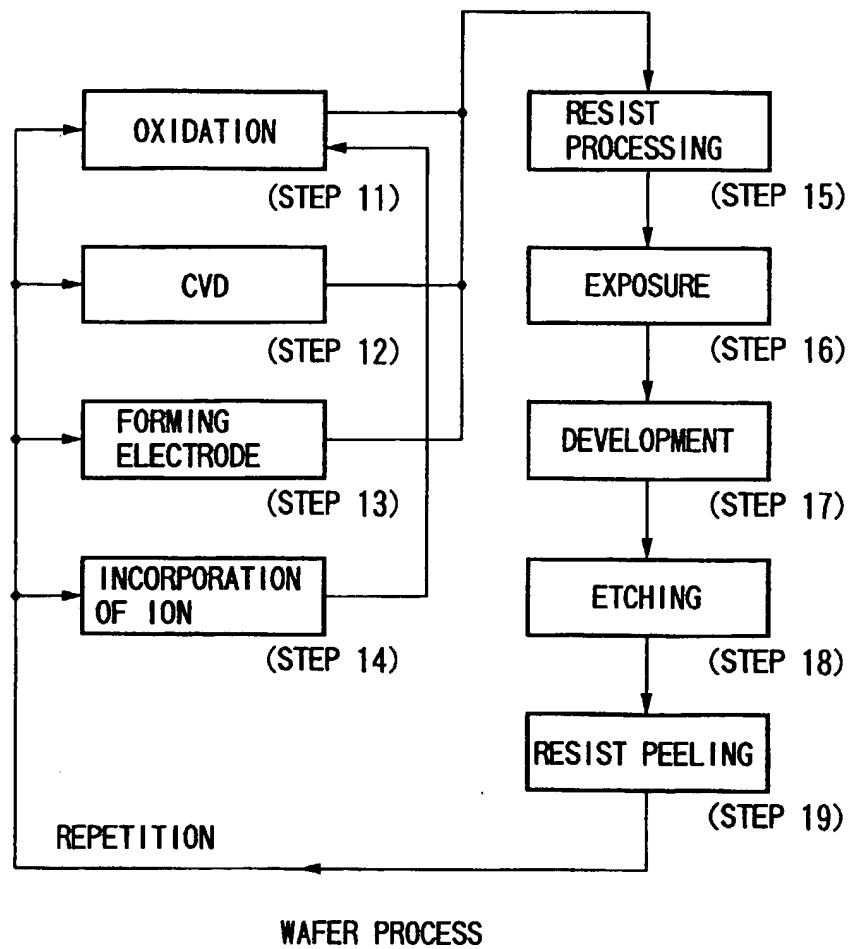 OXIDATION
(STEP 11)
CVD
(STEP 12)
FORMING
ELECTRODE
(STEP 13)
INCORPORATION
OF ION
(STEP 14)
RESIST
PROCESSING
(STEP 15)
EXPOSURE
(STEP 16)
DEVELOPMENT
(STEP 17)
ETCHING
(STEP 18)
RESIST PEELING
(STEP 19)
REPETITION
WAFER PROCESS